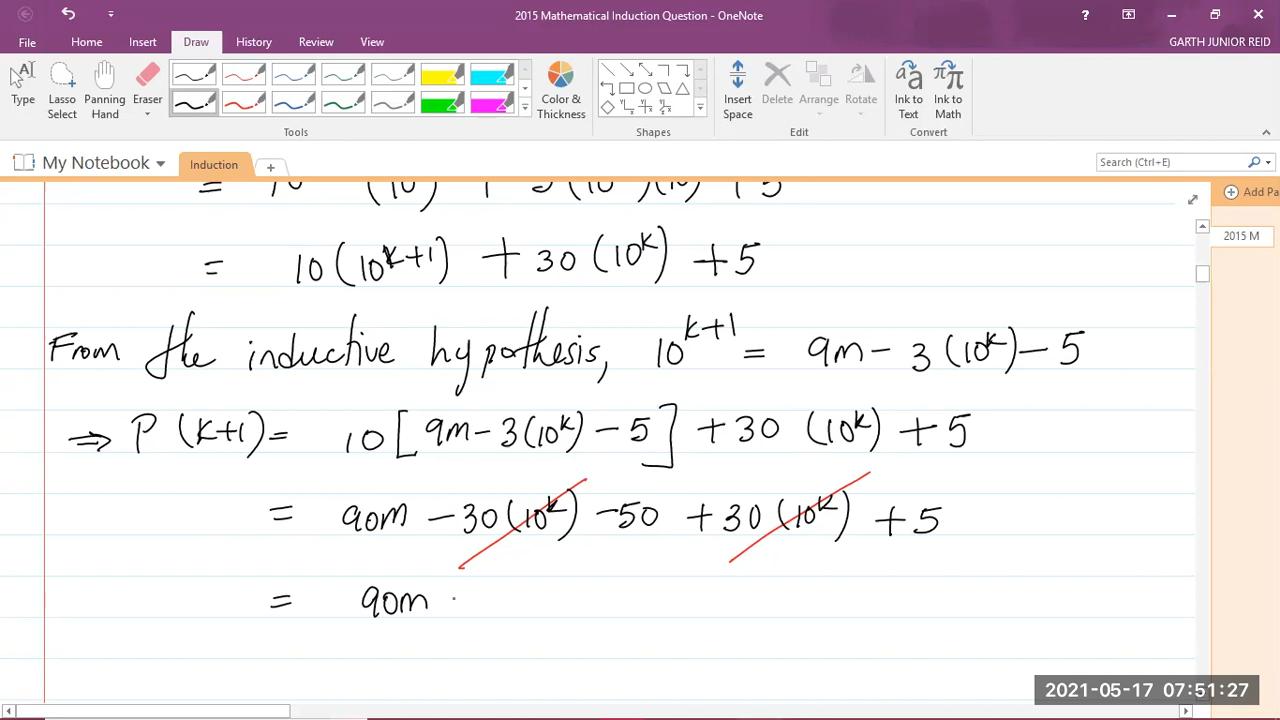 2015 Mathematical Induction Question - OneNote
File Home Insert Draw History Review View
GARTH JUNIOR REID
Type Lasso Select Panning Hand Eraser Color & Thickness Insert Space Delete Arrange Rotate Ink to Text Ink to Math
Tools Shapes Edit Convert
My Notebook Induction Search (Ctrl+E)
Add Pa
2015 M
= 10(10^{k+1}) + 30(10^k) + 5
From the inductive hypothesis, 10^{k+1} = 9m - 3(10^k) - 5
⇒ P(k+1) = 10[9m - 3(10^k) - 5] + 30(10^k) + 5
= 90m - 30(10^k) - 50 + 30(10^k) + 5
= 90m
2021-05-17 07:51:27